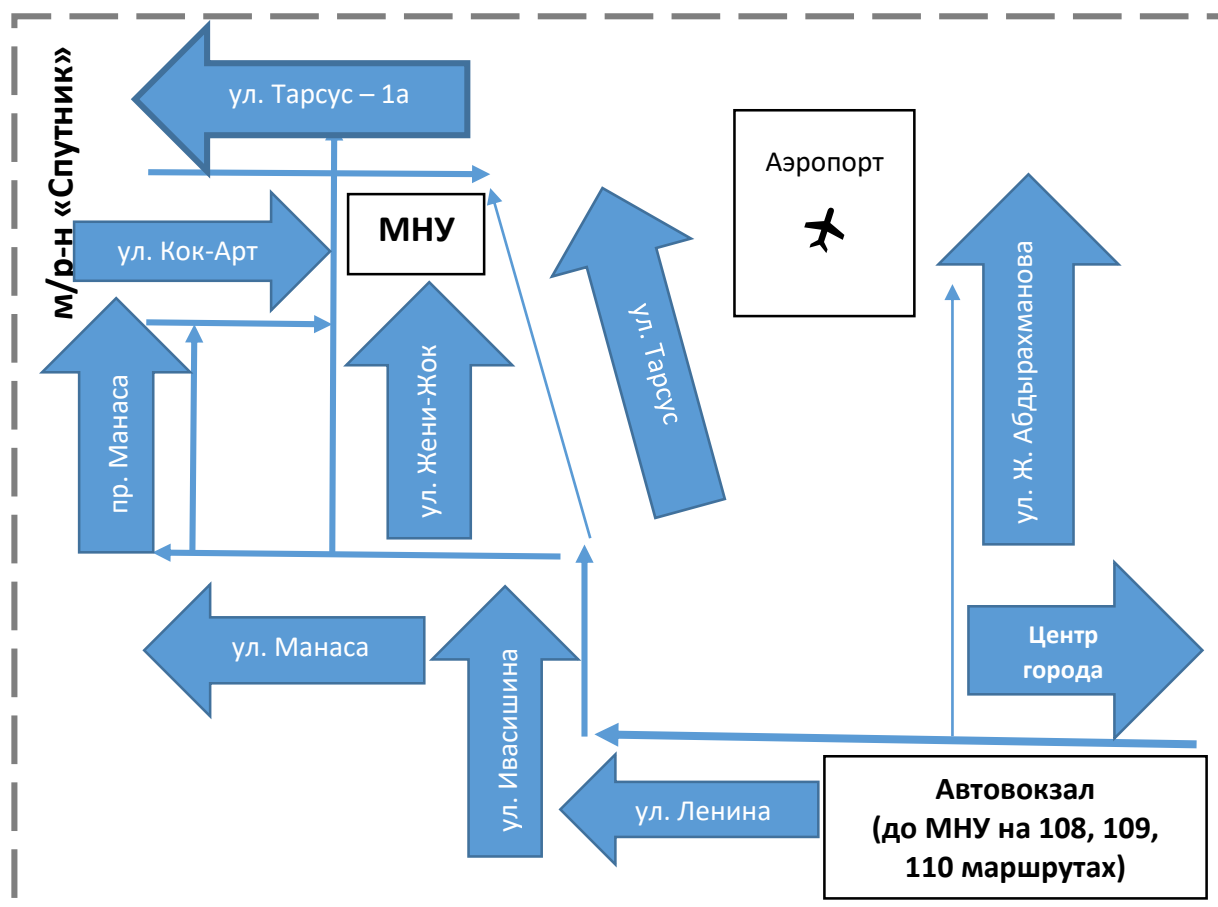 м/р-н «Спутник»
ул. Тарсус – 1а
Аэропорт
МНУ
ул. Кок-Арт
ул. Тарсус
ул. Ж. Абдырахманова
пр. Манаса
ул. Жени-Жок
ул. Манаса
ул. Ивасишина
Центр
города
ул. Ленина
Автовокзал
(до МНУ на 108, 109,
110 маршрутах)